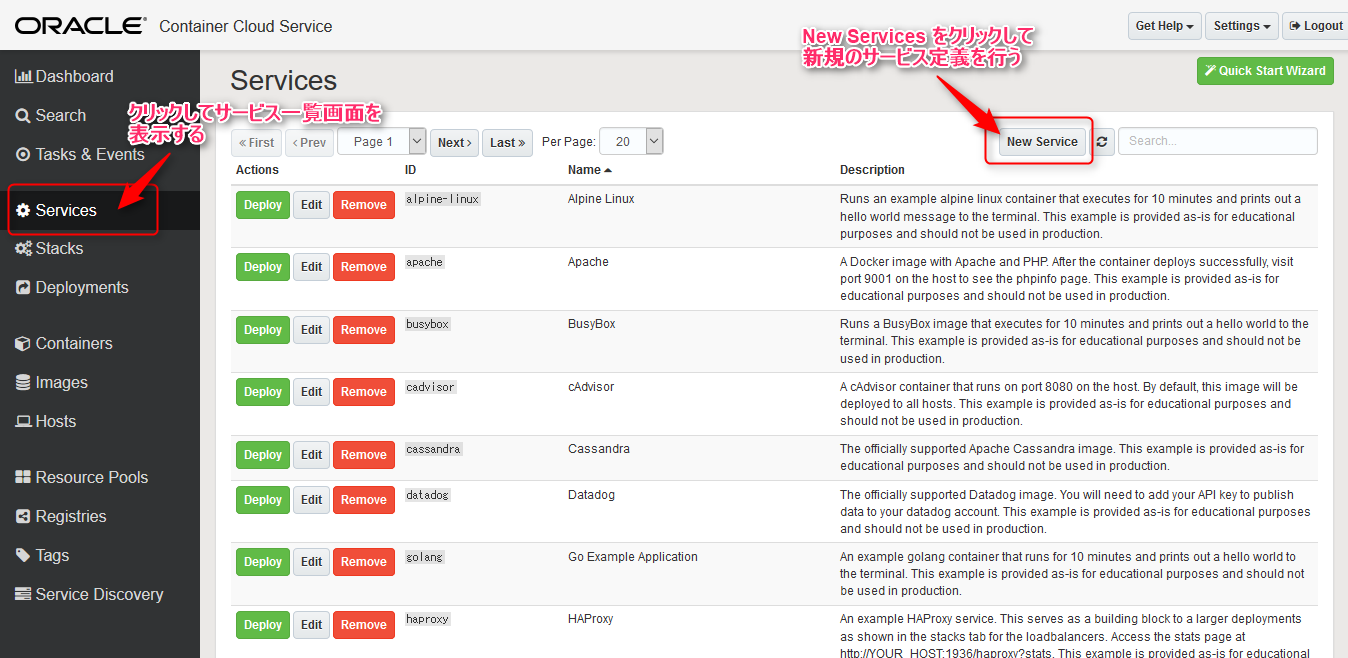 ORACLE® Container Cloud Service
Get Help
Settings
Logout
Dashboard
Search
Tasks & Events
Services
Stacks
Deployments
Containers
Images
Hosts
Resource Pools
Registries
Tags
Service Discovery
クリックしてサービス一覧画面を
表示する
Services
New Services をクリックして
新規のサービス定義を行う
Quick Start Wizard
« First
‹ Prev
Page 1
Next ›
Last »
Per Page:
20
New Service
Search...
Actions ID Name Description
Deploy Edit Remove alpine-linux Alpine Linux Runs an example alpine linux container that executes for 10 minutes and prints out a
hello world message to the terminal. This example is provided as-is for educational
purposes and should not be used in production.
Deploy Edit Remove apache Apache A Docker image with Apache and PHP. After the container deploys successfully, visit
port 9001 on the host to see the phpinfo page. This example is provided as-is for
educational purposes and should not be used in production.
Deploy Edit Remove busybox BusyBox Runs a BusyBox image that executes for 10 minutes and prints out a hello world to the
terminal. This example is provided as-is for educational purposes and should not be
used in production.
Deploy Edit Remove cadvisor cAdvisor A cAdvisor container that runs on port 8080 on the host. By default, this image will be
deployed to all hosts. This example is provided as-is for educational purposes and
should not be used in production.
Deploy Edit Remove cassandra Cassandra The officially supported Apache Cassandra image. This example is provided as-is for
educational purposes and should not be used in production.
Deploy Edit Remove datadog Datadog The officially supported Datadog image. You will need to add your API key to publish
data to your datadog account. This example is provided as-is for educational purposes
and should not be used in production.
Deploy Edit Remove golang Go Example Application An example golang container that runs for 10 minutes and prints out a hello world to
the terminal. This example is provided as-is for educational purposes and should not
be used in production.
Deploy Edit Remove haproxy HAProxy An example HAProxy service. This serves as a building block to a larger deployments
as shown in the stacks tab for the loadbalancers. Access the stats page at
http://YOUR_HOST:1936/haproxy?stats. This example is provided as-is for educational